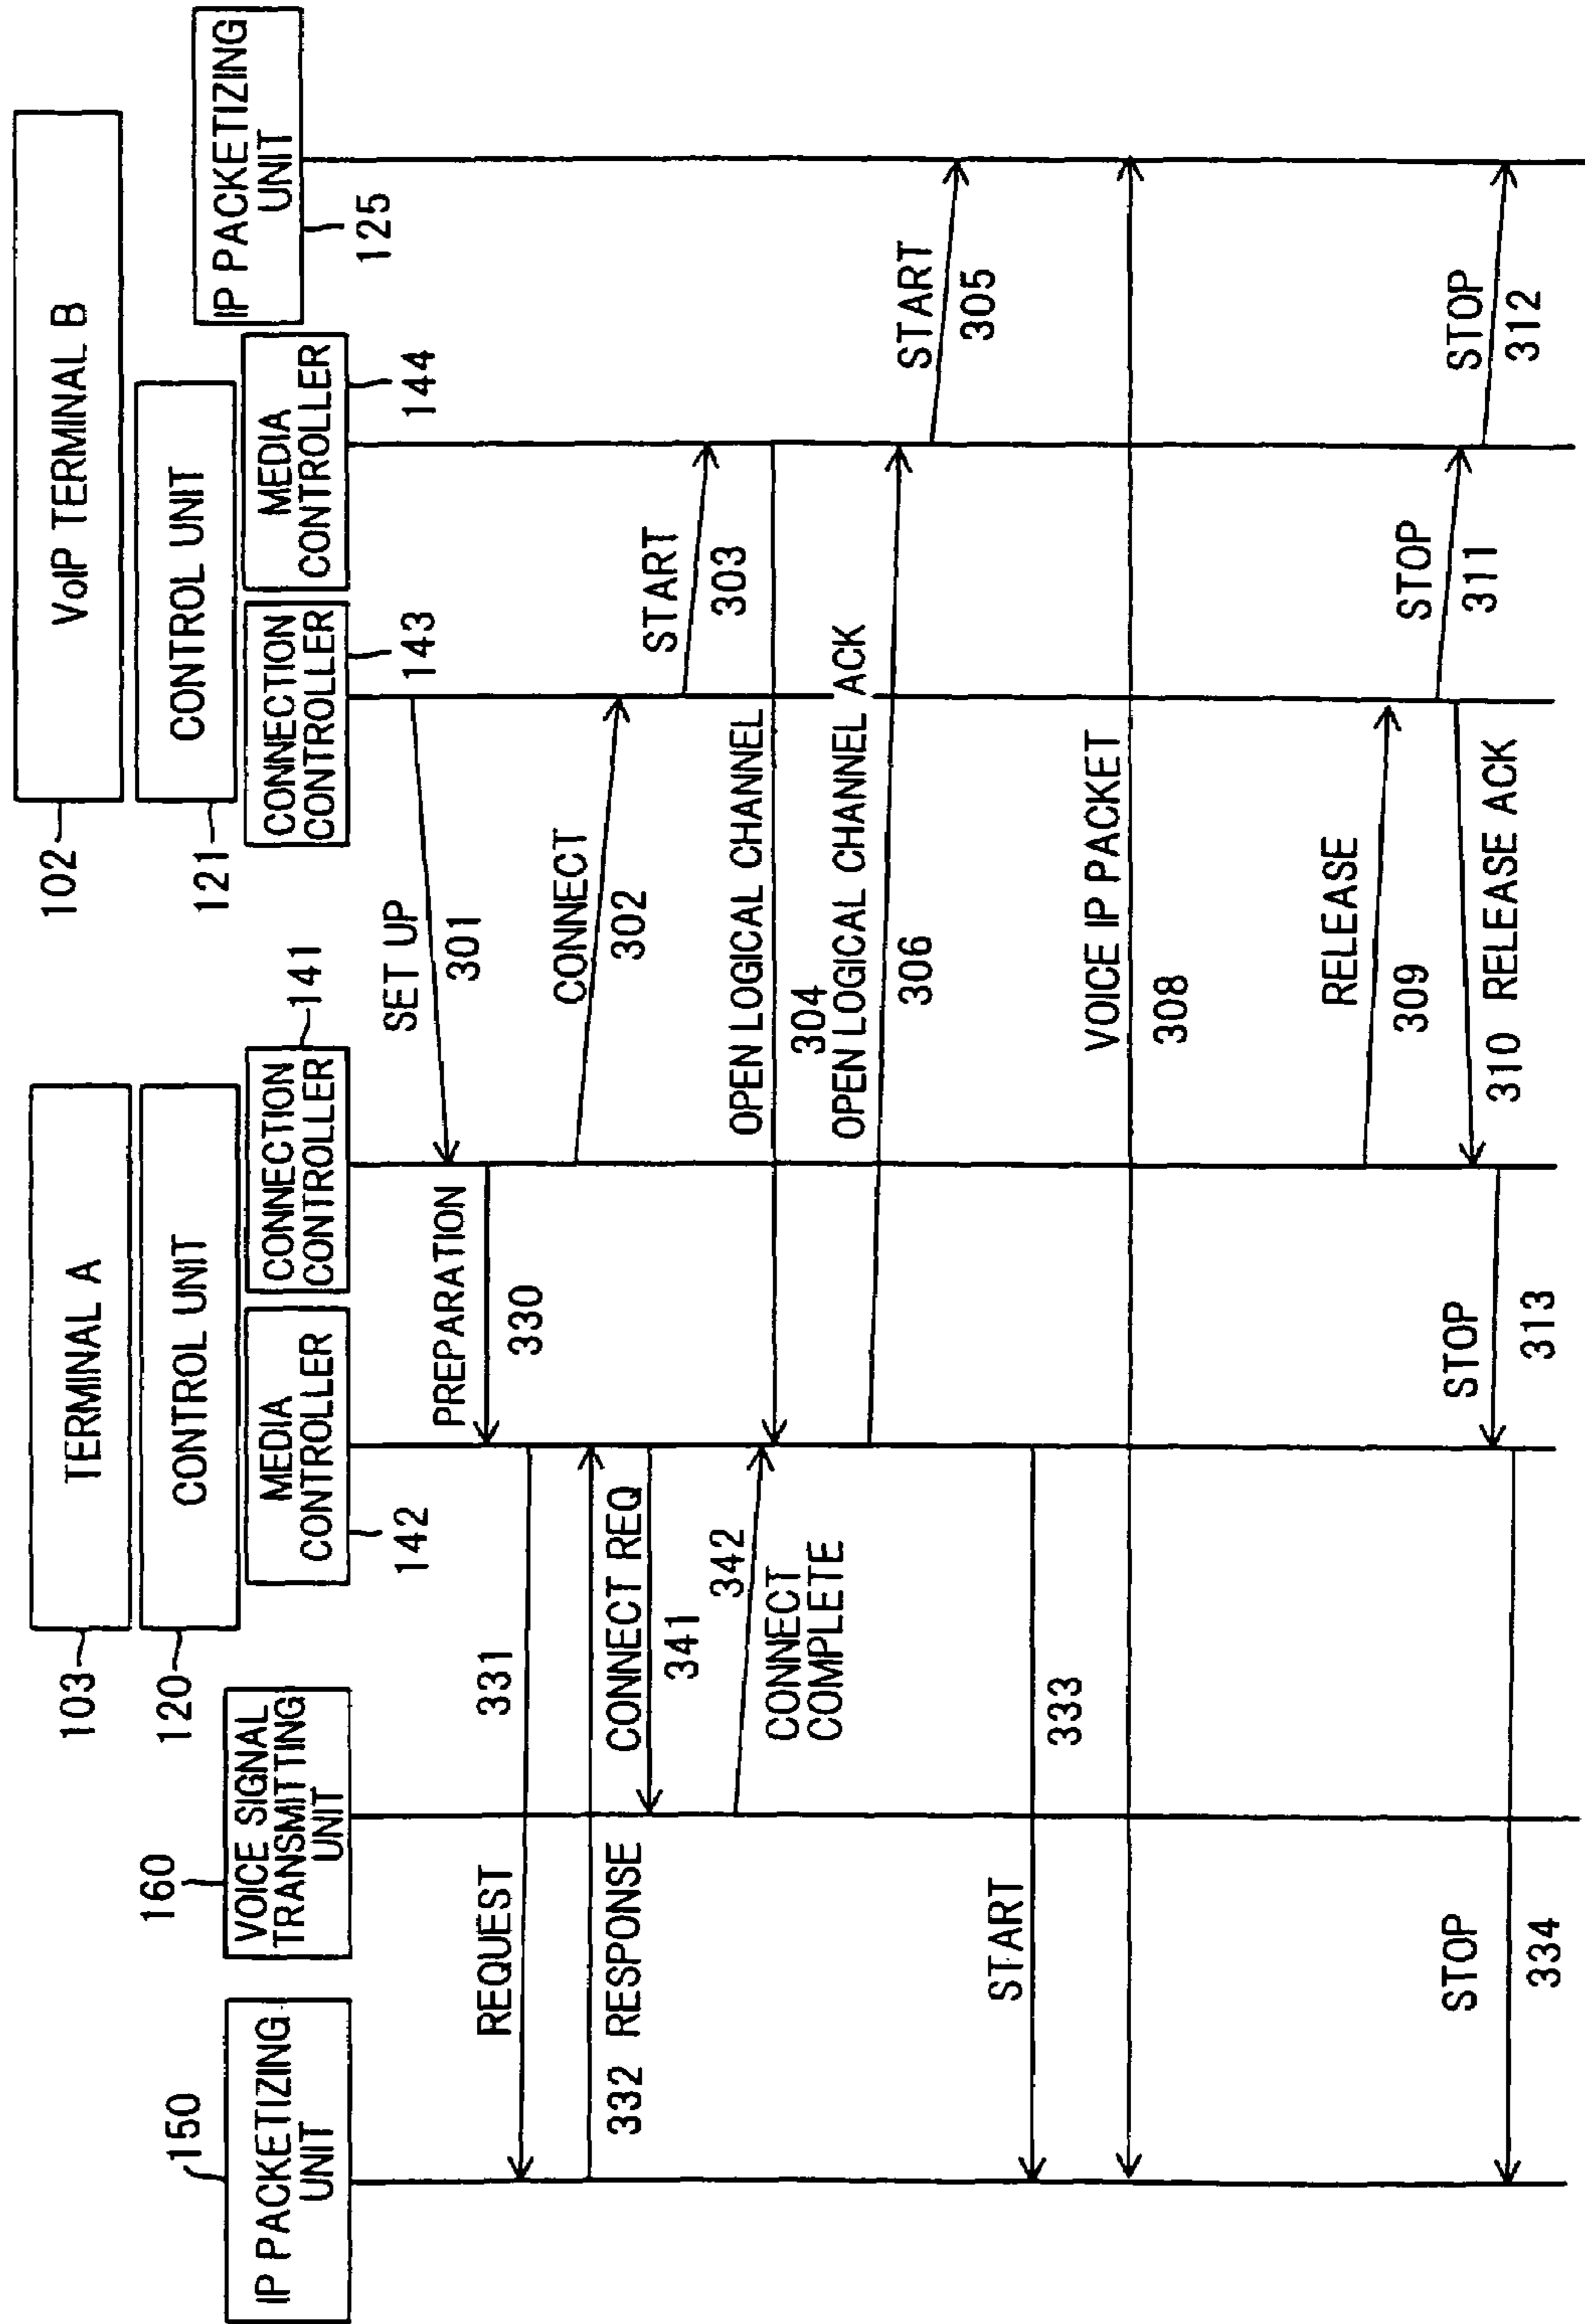 150
IP PACKETIZING
UNIT
160
VOICE SIGNAL
TRANSMITTING
UNIT
103
TERMINAL A
120
CONTROL UNIT
MEDIA
CONTROLLER
142
CONNECTION
CONTROLLER
141
102
VoIP TERMINAL B
121
CONTROL UNIT
CONNECTION
CONTROLLER
143
MEDIA
CONTROLLER
144
IP PACKETIZING
UNIT
125
SET UP
301
PREPARATION
330
REQUEST
331
332 RESPONSE
CONNECT
302
CONNECT REQ
341
START
303
342
CONNECT
COMPLETE
OPEN LOGICAL CHANNEL
304
OPEN LOGICAL CHANNEL ACK
306
START
305
START
333
VOICE IP PACKET
308
RELEASE
309
STOP
311
310 RELEASE ACK
STOP
312
STOP
313
STOP
334